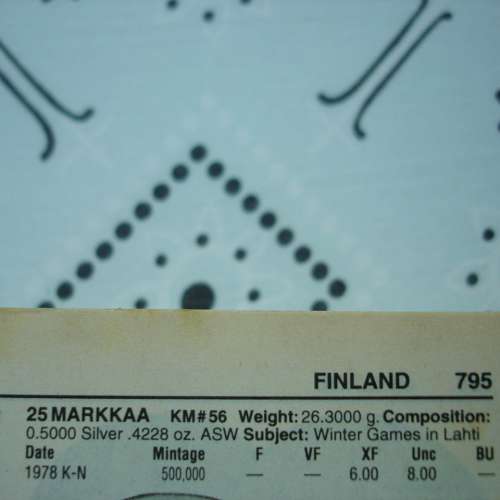 FINLAND 795
25 MARKKAA KM#56 Weight: 26.3000 g. Composition:
0.5000 Silver .4228 oz. ASW Subject: Winter Games in Lahti
Date Mintage F VF XF Unc BU
1978 K-N 500,000 – – 6.00 8.00 –